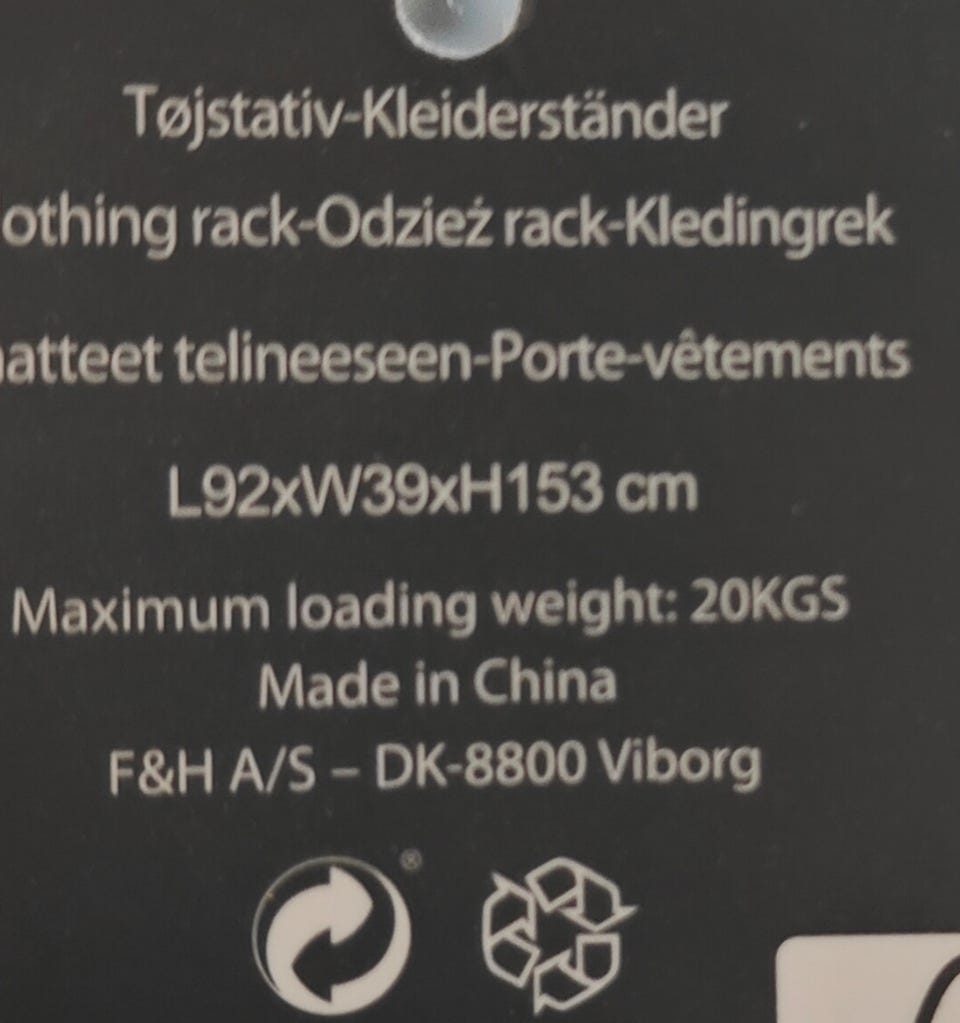 Tøjstativ-Kleiderständer
othing rack-Odzież rack-Kledingrek
atteet telineeseen-Porte-vêtements
L92xW39xH153 cm
Maximum loading weight: 20KGS
Made in China
F&H A/S – DK-8800 Viborg
®